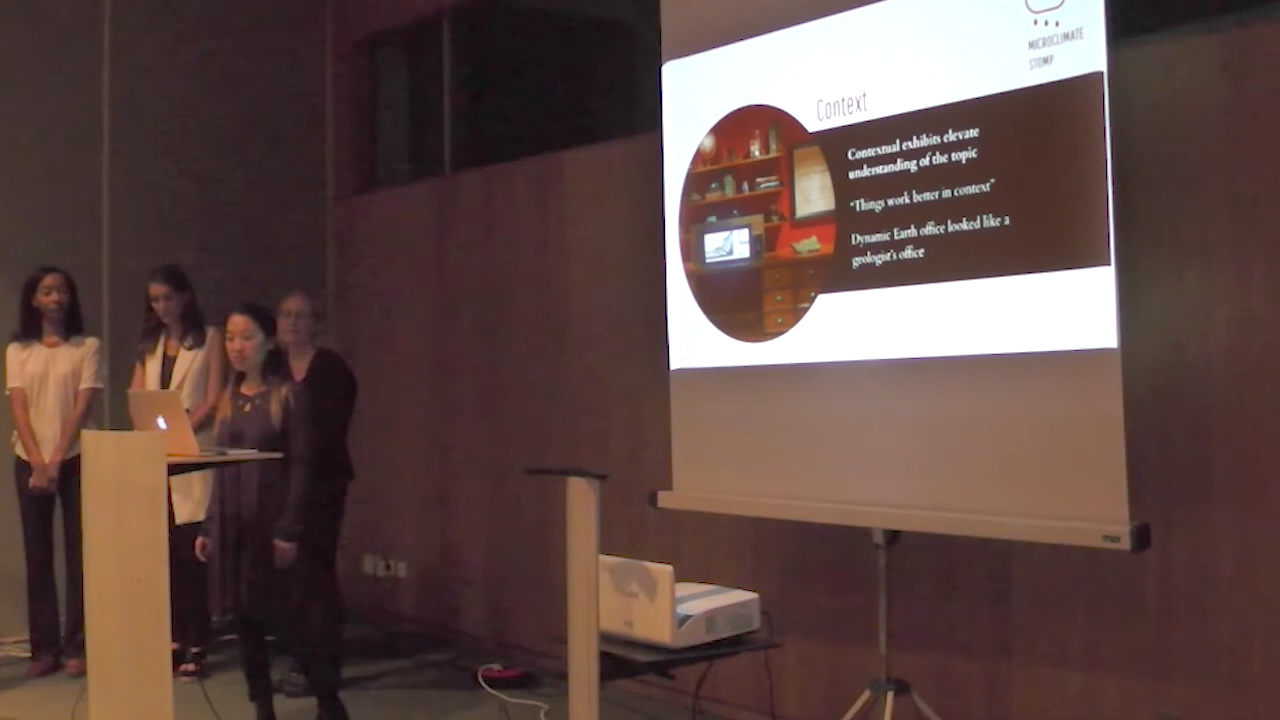 MICROCLIMATE
STOMP
Context
Contextual exhibits elevate
understanding of the topic
"Things work better in context"
Dynamic Earth office looked like a
geologist's office